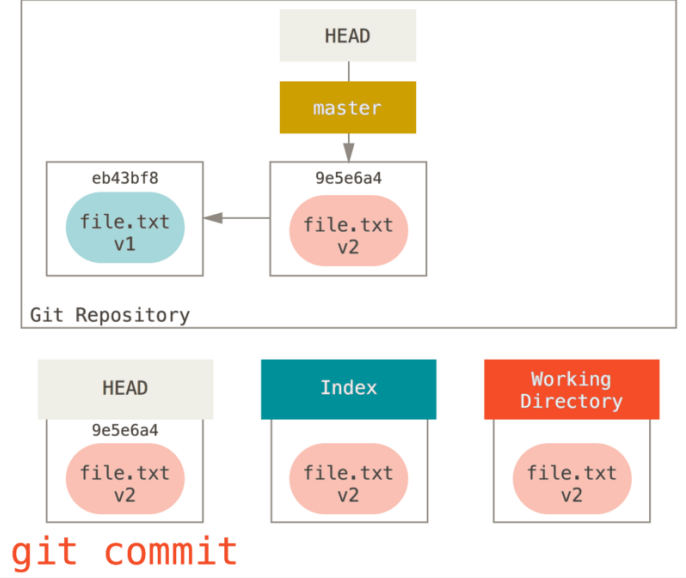 HEAD
master
eb43bf8
file.txt
v1
9e5e6a4
file.txt
v2
Git Repository
HEAD
9e5e6a4
file.txt
v2
Index
file.txt
v2
Working
Directory
file.txt
v2
git commit